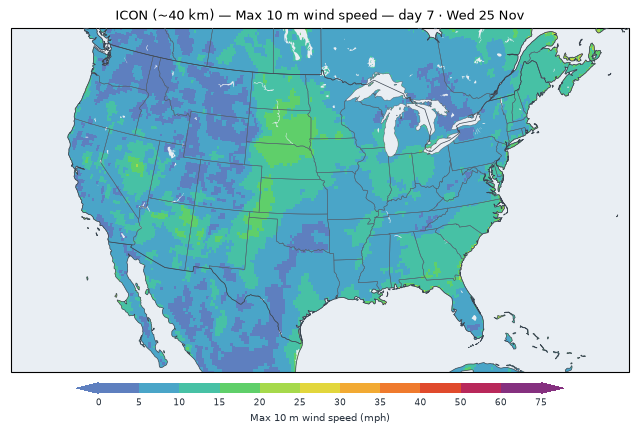 ICON (~40 km) — Max 10 m wind speed — day 7 · Wed 25 Nov
0 5 10 15 20 25 30 35 40 50 60 75
Max 10 m wind speed (mph)